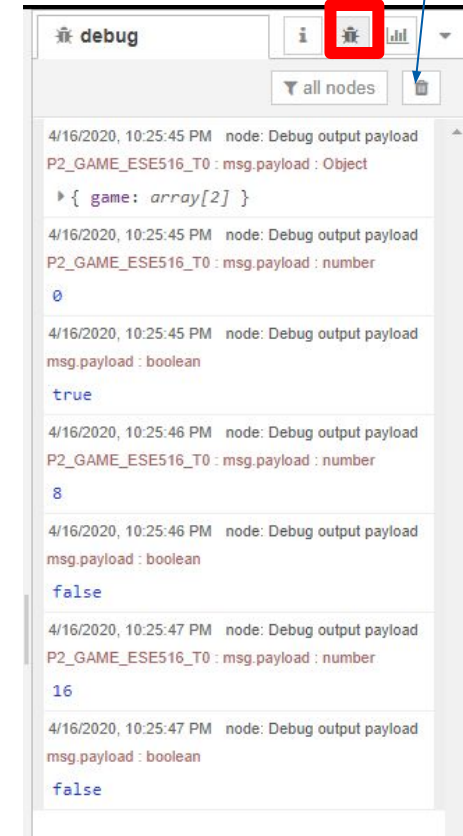 debug
i
all nodes
4/16/2020, 10:25:45 PM node: Debug output payload
P2_GAME_ESE516_T0 : msg.payload : Object
{ game: array[2] }
4/16/2020, 10:25:45 PM node: Debug output payload
P2_GAME_ESE516_T0 : msg.payload : number
0
4/16/2020, 10:25:45 PM node: Debug output payload
msg.payload : boolean
true
4/16/2020, 10:25:46 PM node: Debug output payload
P2_GAME_ESE516_T0 : msg.payload : number
8
4/16/2020, 10:25:46 PM node: Debug output payload
msg.payload : boolean
false
4/16/2020, 10:25:47 PM node: Debug output payload
P2_GAME_ESE516_T0 : msg.payload : number
16
4/16/2020, 10:25:47 PM node: Debug output payload
msg.payload : boolean
false